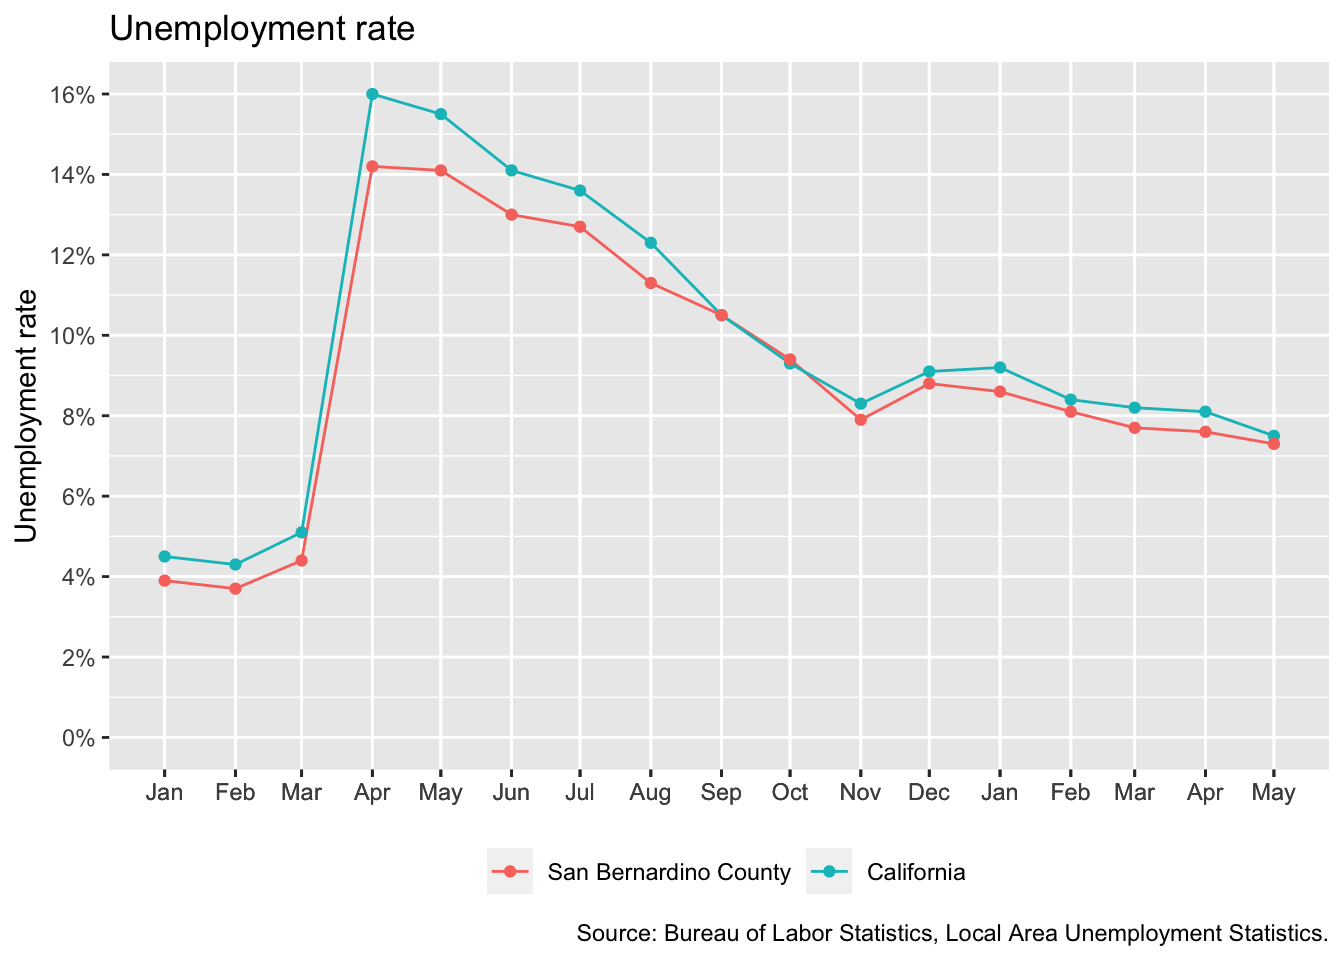 Unemployment rate
Unemployment rate
16%
14%
12%
10%
8%
6%
4%
2%
0%
Jan Feb Mar Apr May Jun Jul Aug Sep Oct Nov Dec Jan Feb Mar Apr May
San Bernardino County California
Source: Bureau of Labor Statistics, Local Area Unemployment Statistics.